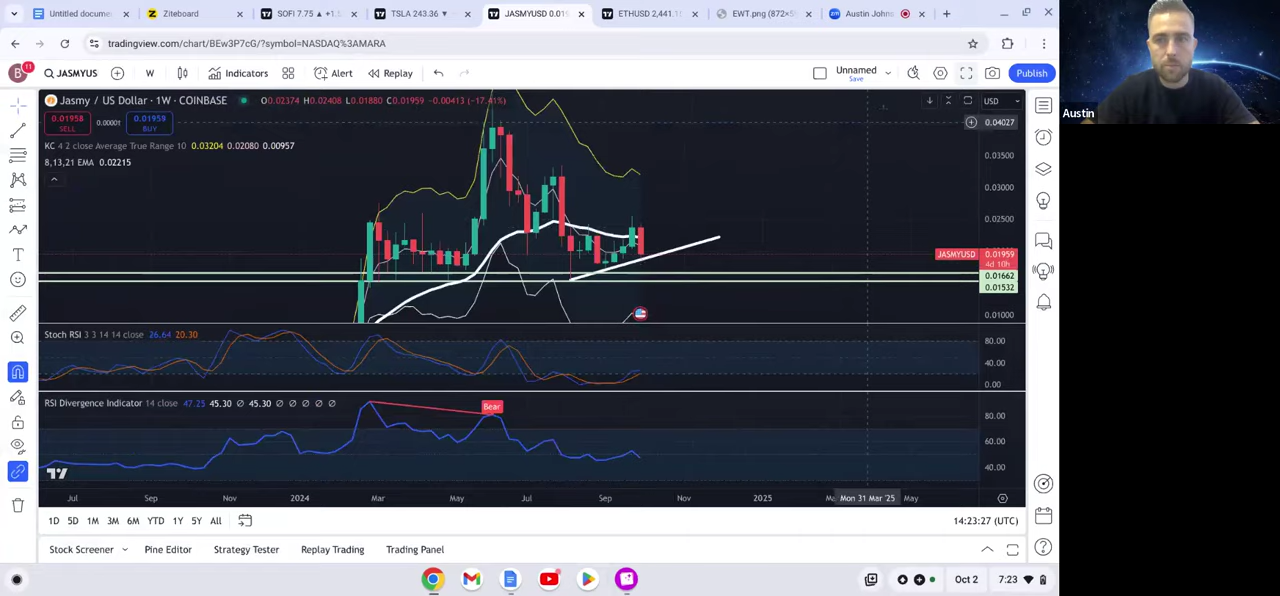 Untitled docume
Ziteboard
SOFI 7.75 ▲ +1.
TSLA 243.36 ▼
JASMYUSD 0.019
ETHUSD 2,441.1
EWT.png (872×5
Austin Johns
tradingview.com/chart/BEw3P7cG/?symbol=NASDAQ%3AMARA
B 11
JASMYUS
W
Indicators
Alert
Replay
Unnamed
Save
Publish
Jasmy / US Dollar · 1W · COINBASE
O0.02374 H0.02408 L0.01880 C0.01959 −0.00413 (−17.41%)
USD
0.01958
SELL
0.00001
0.01959
BUY
0.04027
KC 4 2 close Average True Range 10 0.03204 0.02080 0.00957
8,13,21 EMA 0.02215
0.03500
0.03000
0.02500
JASMYUSD 0.01959
4d 10h
0.01662
0.01532
0.01000
Stoch RSI 3 3 14 14 close 26.64 20.30
80.00
40.00
0.00
RSI Divergence Indicator 14 close 47.25 45.30 ∅ 45.30 ∅ ∅ ∅ ∅ ∅
Bear
80.00
60.00
40.00
Jul Sep Nov 2024 Mar May Jul Sep Nov 2025 Mon 31 Mar '25 May
1D 5D 1M 3M 6M YTD 1Y 5Y All
14:23:27 (UTC)
Stock Screener Pine Editor Strategy Tester Replay Trading Trading Panel
Oct 2 7:23
Austin